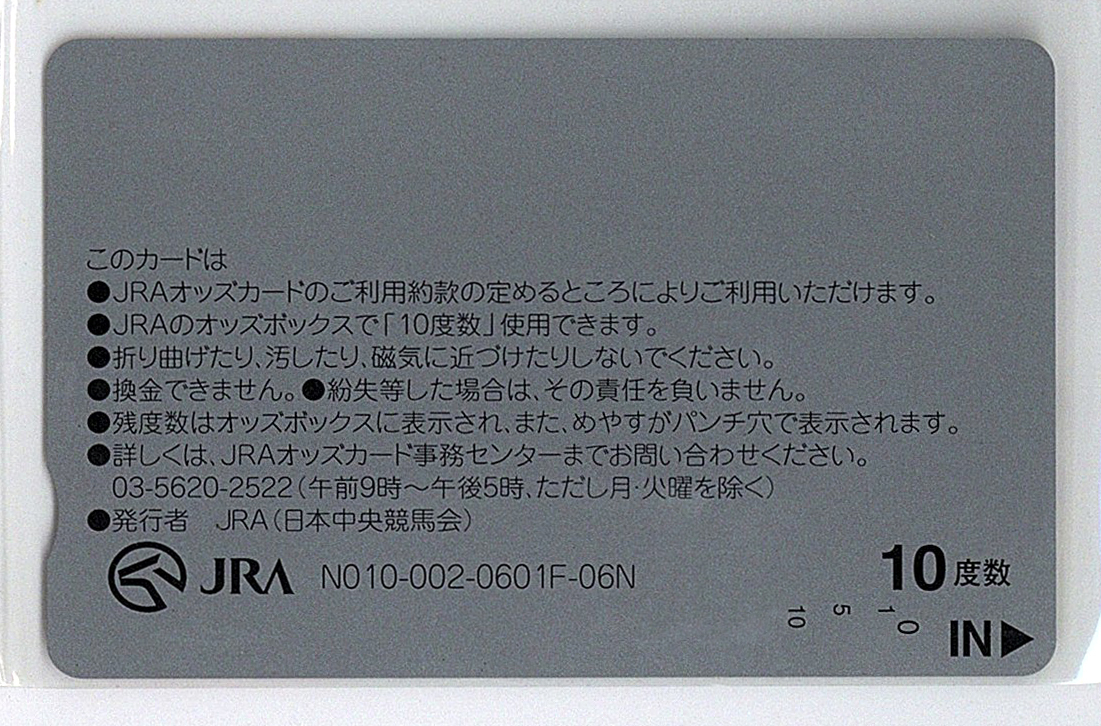 このカードは
●JRAオッズカードのご利用約款の定めるところによりご利用いただけます。
●JRAのオッズボックスで「10度数」使用できます。
●折り曲げたり、汚したり、磁気に近づけたりしないでください。
●換金できません。●紛失等した場合は、その責任を負いません。
●残度数はオッズボックスに表示され、また、めやすがパンチ穴で表示されます。
●詳しくは、JRAオッズカード事務センターまでお問い合わせください。
03-5620-2522(午前9時〜午後5時、ただし月・火曜を除く)
●発行者 JRA(日本中央競馬会)
JRA N010-002-0601F-06N
10度数
10 5 1 0
IN▶